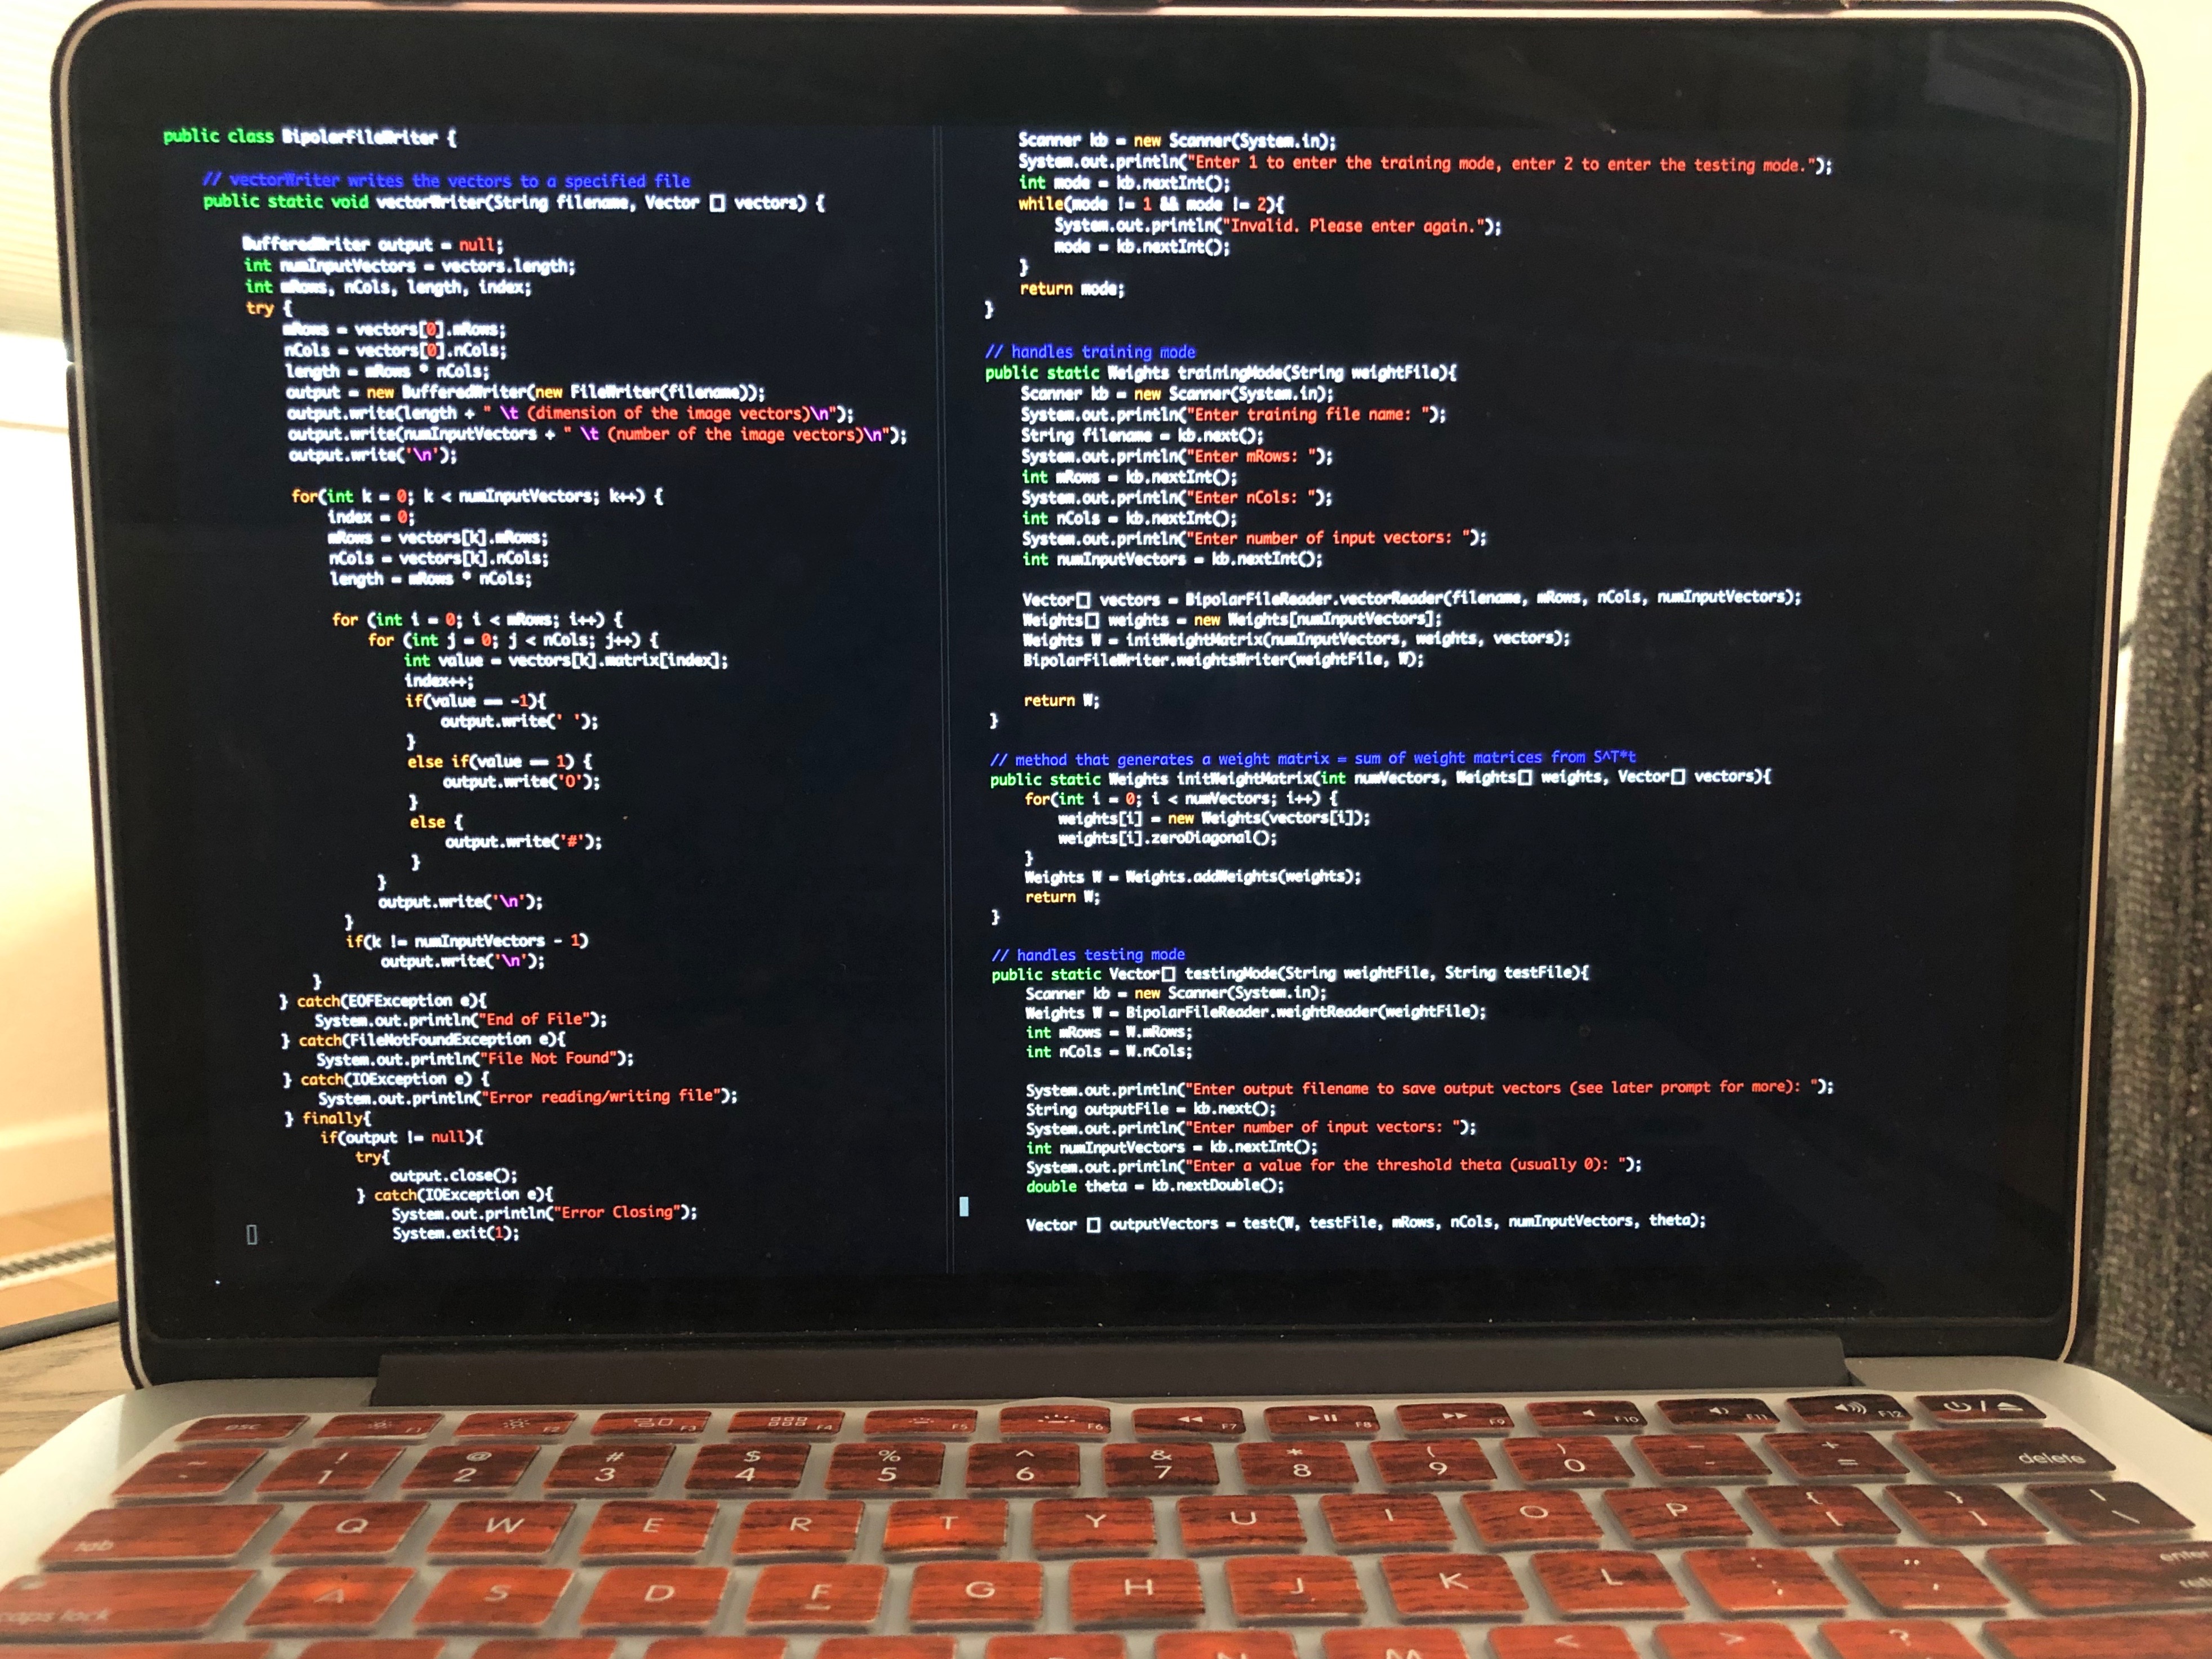 public class BipolarFileWriter {
// vectorWriter writes the vectors to a specified file
public static void vectorWriter(String filename, Vector [] vectors) {
BufferedWriter output = null;
int numInputVectors = vectors.length;
int mRows, nCols, length, index;
try {
mRows = vectors[0].mRows;
nCols = vectors[0].nCols;
length = mRows * nCols;
output = new BufferedWriter(new FileWriter(filename));
output.write(length + " \t (dimension of the image vectors)\n");
output.write(numInputVectors + " \t (number of the image vectors)\n");
output.write('\n');
for(int k = 0; k < numInputVectors; k++) {
index = 0;
mRows = vectors[k].mRows;
nCols = vectors[k].nCols;
length = mRows * nCols;
for (int i = 0; i < mRows; i++) {
for (int j = 0; j < nCols; j++) {
int value = vectors[k].matrix[index];
index++;
if(value == -1){
output.write(' ');
}
else if(value == 1) {
output.write('O');
}
else {
output.write('#');
}
}
output.write('\n');
}
if(k != numInputVectors - 1)
output.write('\n');
}
} catch(EOFException e){
System.out.println("End of File");
} catch(FileNotFoundException e){
System.out.println("File Not Found");
} catch(IOException e) {
System.out.println("Error reading/writing file");
} finally{
if(output != null){
try{
output.close();
} catch(IOException e){
System.out.println("Error Closing");
System.exit(1);
Scanner kb = new Scanner(System.in);
System.out.println("Enter 1 to enter the training mode, enter 2 to enter the testing mode.");
int mode = kb.nextInt();
while(mode != 1 && mode != 2){
System.out.println("Invalid. Please enter again.");
mode = kb.nextInt();
}
return mode;
}
// handles training mode
public static Weights trainingMode(String weightFile){
Scanner kb = new Scanner(System.in);
System.out.println("Enter training file name: ");
String filename = kb.next();
System.out.println("Enter mRows: ");
int mRows = kb.nextInt();
System.out.println("Enter nCols: ");
int nCols = kb.nextInt();
System.out.println("Enter number of input vectors: ");
int numInputVectors = kb.nextInt();
Vector[] vectors = BipolarFileReader.vectorReader(filename, mRows, nCols, numInputVectors);
Weights[] weights = new Weights[numInputVectors];
Weights W = initWeightMatrix(numInputVectors, weights, vectors);
BipolarFileWriter.weightsWriter(weightFile, W);
return W;
}
// method that generates a weight matrix = sum of weight matrices from S^T*t
public static Weights initWeightMatrix(int numVectors, Weights[] weights, Vector[] vectors){
for(int i = 0; i < numVectors; i++) {
weights[i] = new Weights(vectors[i]);
weights[i].zeroDiagonal();
}
Weights W = Weights.addWeights(weights);
return W;
}
// handles testing mode
public static Vector[] testingMode(String weightFile, String testFile){
Scanner kb = new Scanner(System.in);
Weights W = BipolarFileReader.weightReader(weightFile);
int mRows = W.mRows;
int nCols = W.nCols;
System.out.println("Enter output filename to save output vectors (see later prompt for more): ");
String outputFile = kb.next();
System.out.println("Enter number of input vectors: ");
int numInputVectors = kb.nextInt();
System.out.println("Enter a value for the threshold theta (usually 0): ");
double theta = kb.nextDouble();
Vector [] outputVectors = test(W, testFile, mRows, nCols, numInputVectors, theta);
esc F1 F2 F3 F4 F5 F6 F7 F8 F9 F10 F11 F12
~ ! @ # $ % ^ & * ( ) _ +
1 2 3 4 5 6 7 8 9 0 - = delete
tab Q W E R T Y U I O P { [ } ] | \
caps lock A S D F G H J K L : ; " ' enter
N M < > ?